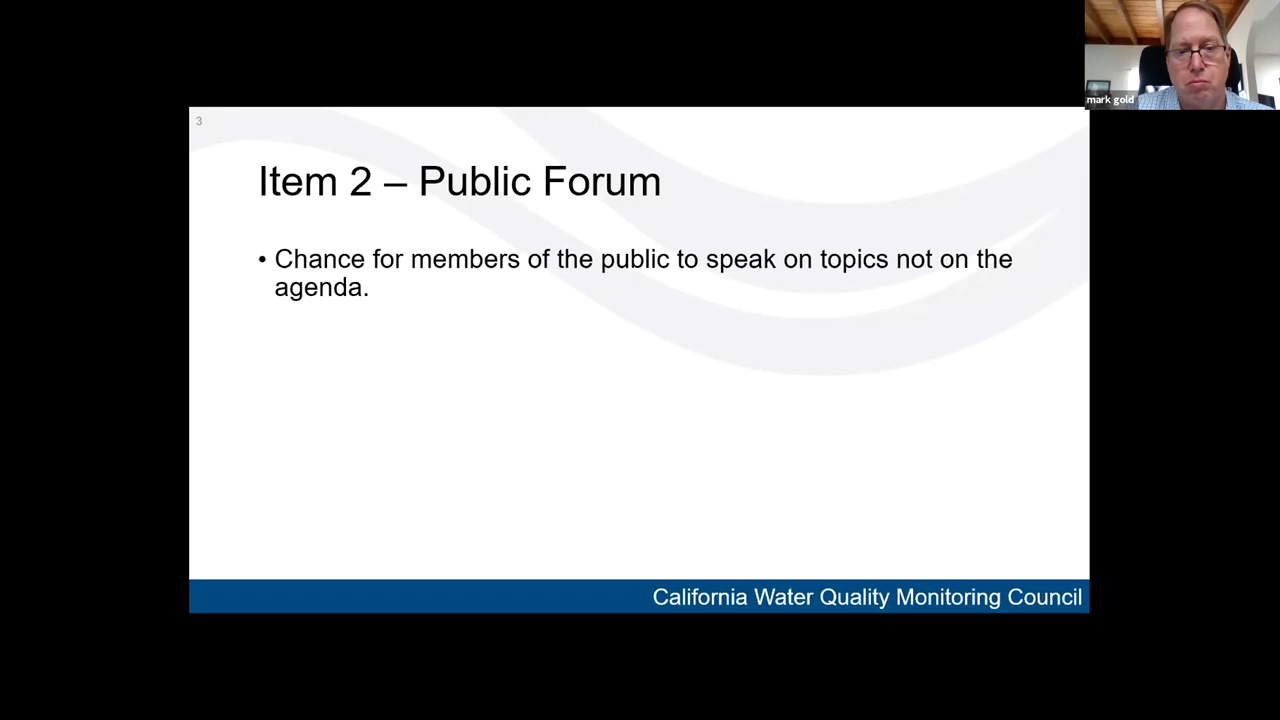 mark gold
3
Item 2 – Public Forum
• Chance for members of the public to speak on topics not on the
agenda.
California Water Quality Monitoring Council